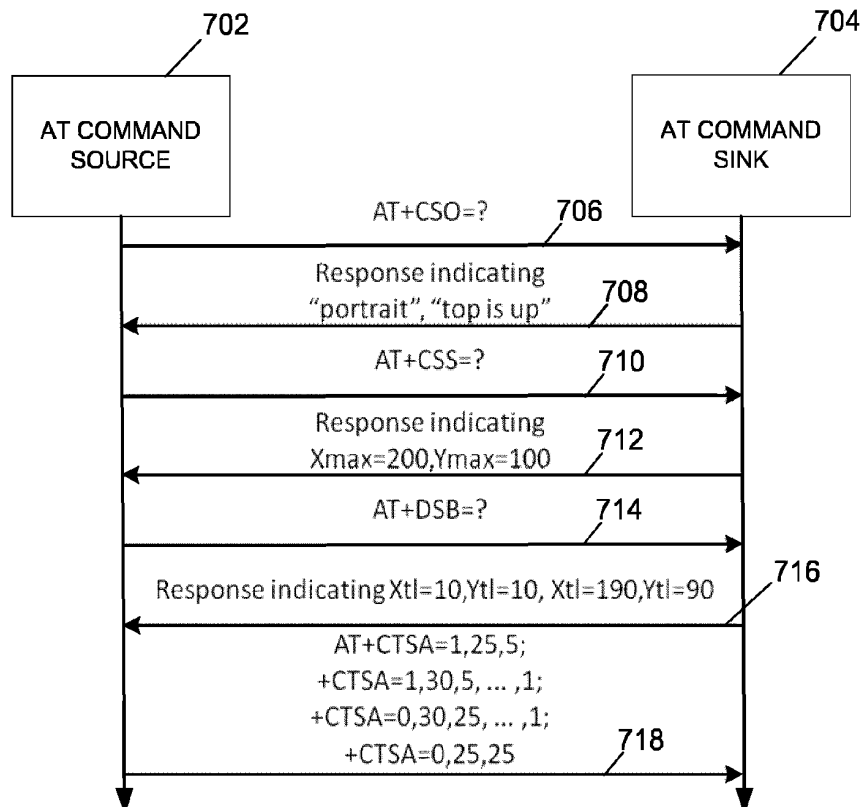 702
704
AT COMMAND
SOURCE
AT COMMAND
SINK
AT+CSO=?
706
Response indicating
“portrait”, “top is up”
708
AT+CSS=?
710
Response indicating
Xmax=200,Ymax=100
712
AT+DSB=?
714
Response indicating Xtl=10,Ytl=10, Xtl=190,Ytl=90
716
AT+CTSA=1,25,5;
+CTSA=1,30,5, ... ,1;
+CTSA=0,30,25, ... ,1;
+CTSA=0,25,25
718